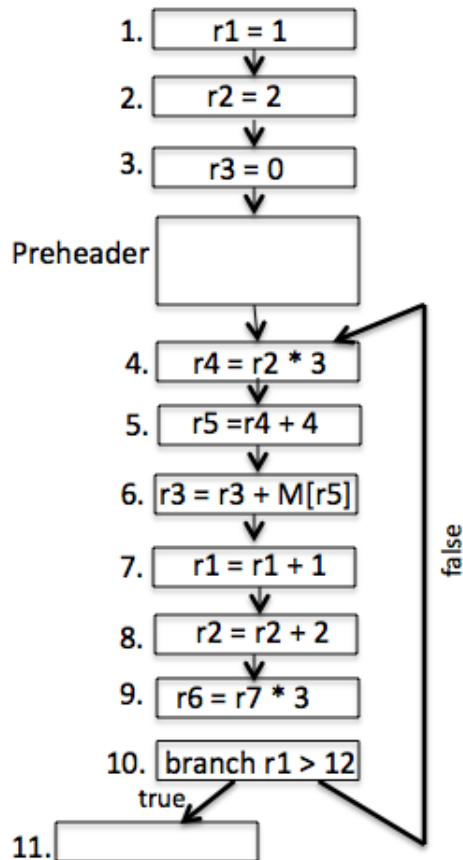 1. r1 = 1
2. r2 = 2
3. r3 = 0
Preheader
4. r4 = r2 * 3
5. r5 =r4 + 4
6. r3 = r3 + M[r5]
7. r1 = r1 + 1
8. r2 = r2 + 2
9. r6 = r7 * 3
10. branch r1 > 12
true
false
11.